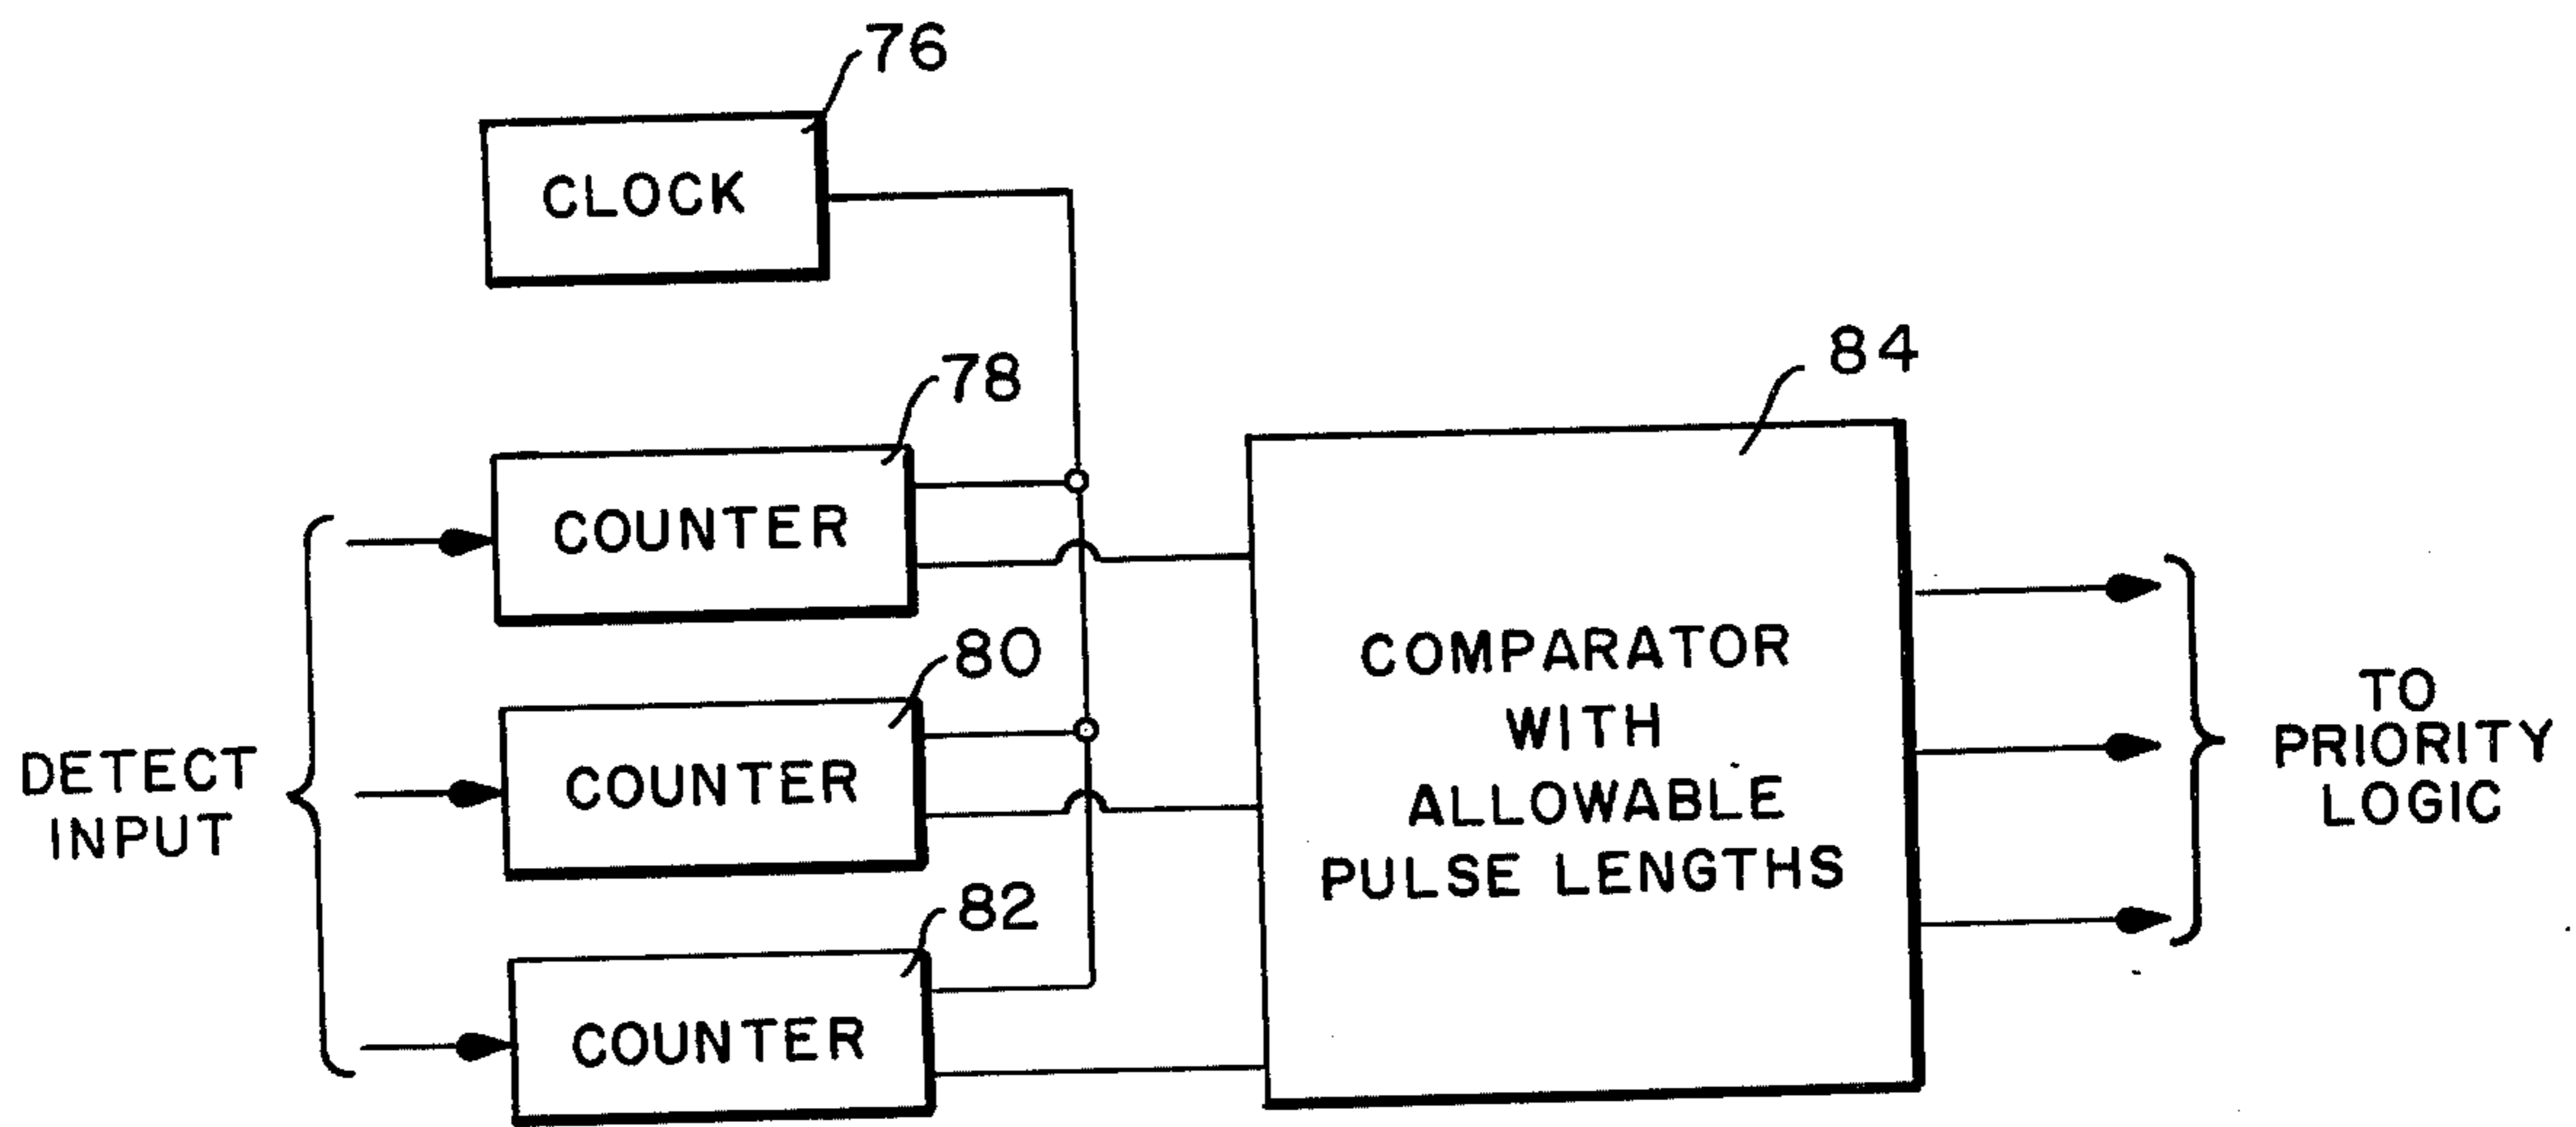 76
CLOCK
78
COUNTER
80
COUNTER
82
COUNTER
DETECT
INPUT
84
COMPARATOR
WITH
ALLOWABLE
PULSE LENGTHS
TO
PRIORITY
LOGIC